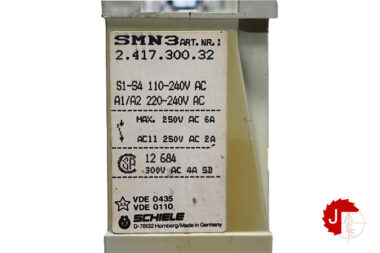 SMN3 ART. NR.:
2.417.300.32
S1-S4 110-240V AC
A1/A2 220-240V AC
MAX. 250V AC 6A
AC11 250V AC 2A
12 684
300V AC 4A SD
VDE 0435
VDE 0110
SCHIELE
D-78132 Hornberg/Made in Germany